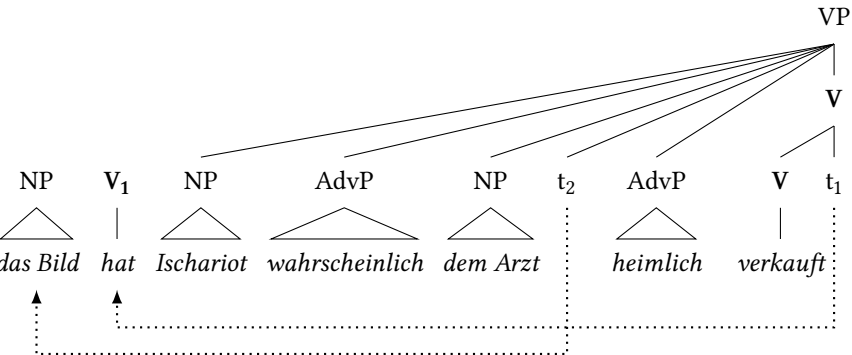 VP
V
NP V₁ NP AdvP NP t₂ AdvP V t₁
das Bild hat Ischariot wahrscheinlich dem Arzt heimlich verkauft